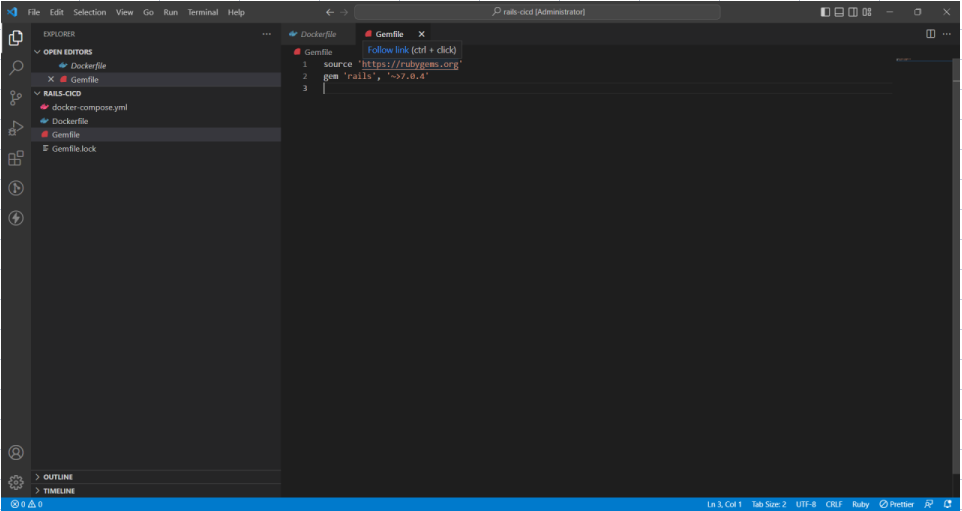 File Edit Selection View Go Run Terminal Help
rails-cicd [Administrator]
EXPLORER
OPEN EDITORS
Dockerfile
Gemfile
RAILS-CICD
docker-compose.yml
Dockerfile
Gemfile
Gemfile.lock
OUTLINE
TIMELINE
Dockerfile Gemfile
Gemfile
Follow link (ctrl + click)
1 source 'https://rubygems.org'
2 gem 'rails', '~>7.0.4'
3
0 0
Ln 3, Col 1 Tab Size: 2 UTF-8 CRLF Ruby Prettier